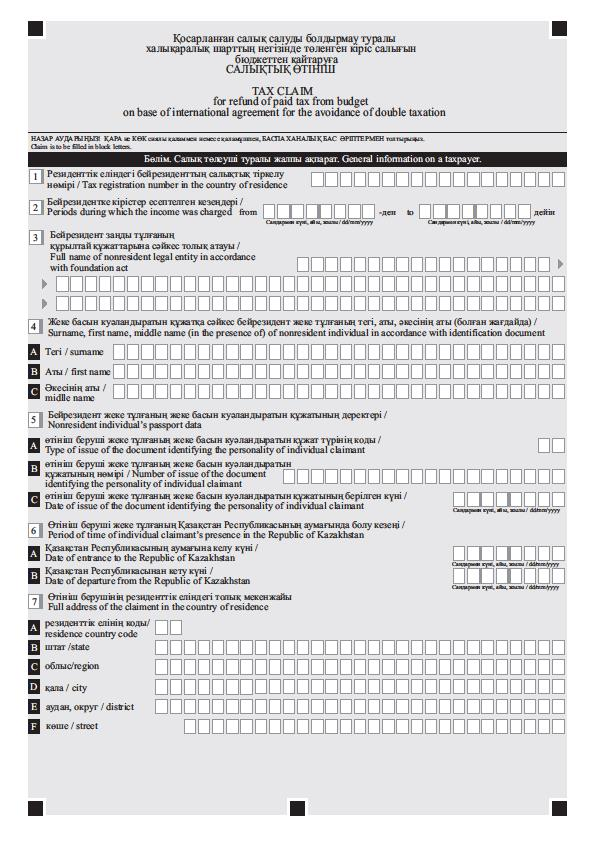 Қосарланған салық салуды болдырмау туралы
халықаралық шарттың негізінде төленген кіріс салығын
бюджеттен қайтаруға
САЛЫҚТЫҚ ӨТІНІШ
TAX CLAIM
for refund of paid tax from budget
on base of international agreement for the avoidance of double taxation
НАЗАР АУДАРЫҢЫЗ! ҚАРА не КӨК сиялы қаламмен немесе қаламұшпен, БАСПАХАНАЛЫҚ БАС ӘРІПТЕРМЕН толтырыңыз.
Claim is to be filled in block letters.
Бөлім. Салық төлеуші туралы жалпы ақпарат. General information on a taxpayer.
1 Резиденттік еліндегі бейрезиденттың салықтық тіркелу
нөмірі / Tax registration number in the country of residence
2 Бейрезидентке кірістер есептелген кезеңдері /
Periods during which the income was charged from -ден to дейін
Сандармен күні, айы, жылы / dd/mm/yyyy Сандармен күні, айы, жылы / dd/mm/yyyy
3 Бейрезидент заңды тұлғаның
құрылтай құжаттарына сәйкес толық атауы /
Full name of nonresident legal entity in accordance
with foundation act
4 Жеке басын куәландыратын құжатқа сәйкес бейрезидент жеке тұлғаның тегі, аты, әкесінің аты (болған жағдайда) /
Surname, first name, middle name (in the presence of) of nonresident individual in accordance with identification document
A Тегі / surname
B Аты / first name
C Әкесінің аты /
midlle name
5 Бейрезидент жеке тұлғаның жеке басын куәландыратын құжатының деректері /
Nonresident individual's passport data
A өтініш беруші жеке тұлғаның жеке басын куәландыратын құжат түрінің коды /
Type of issue of the document identifying the personality of individual claimant
B өтініш беруші жеке тұлғаның жеке басын куәландыратын
құжатының нөмірі / Number of issue of the document
identifying the personality of individual claimant
C өтініш беруші жеке тұлғаның жеке басын куәландыратын құжатының берілген күні /
Date of issue of the document identifying the personality of individual claimant
Сандармен күні, айы, жылы / dd/mm/yyyy
6 Өтініш беруші жеке тұлғаның Қазақстан Республикасының аумағында болу кезеңі /
Period of time of individual claimant's presence in the Republic of Kazakhstan
A Қазақстан Республикасының аумағына келу күні /
Date of entrance to the Republic of Kazakhstan
Сандармен күні, айы, жылы / dd/mm/yyyy
B Қазақстан Республикасынан кету күні /
Date of departure from the Republic of Kazakhstan
Сандармен күні, айы, жылы / dd/mm/yyyy
7 Өтініш берушінің резиденттік еліндегі толық мекенжайы
Full address of the claiment in the country of residence
A резиденттік елінің коды/
residence country code
B штат /state
C облыс/region
D қала / city
E аудан, округ / district
F көше / street